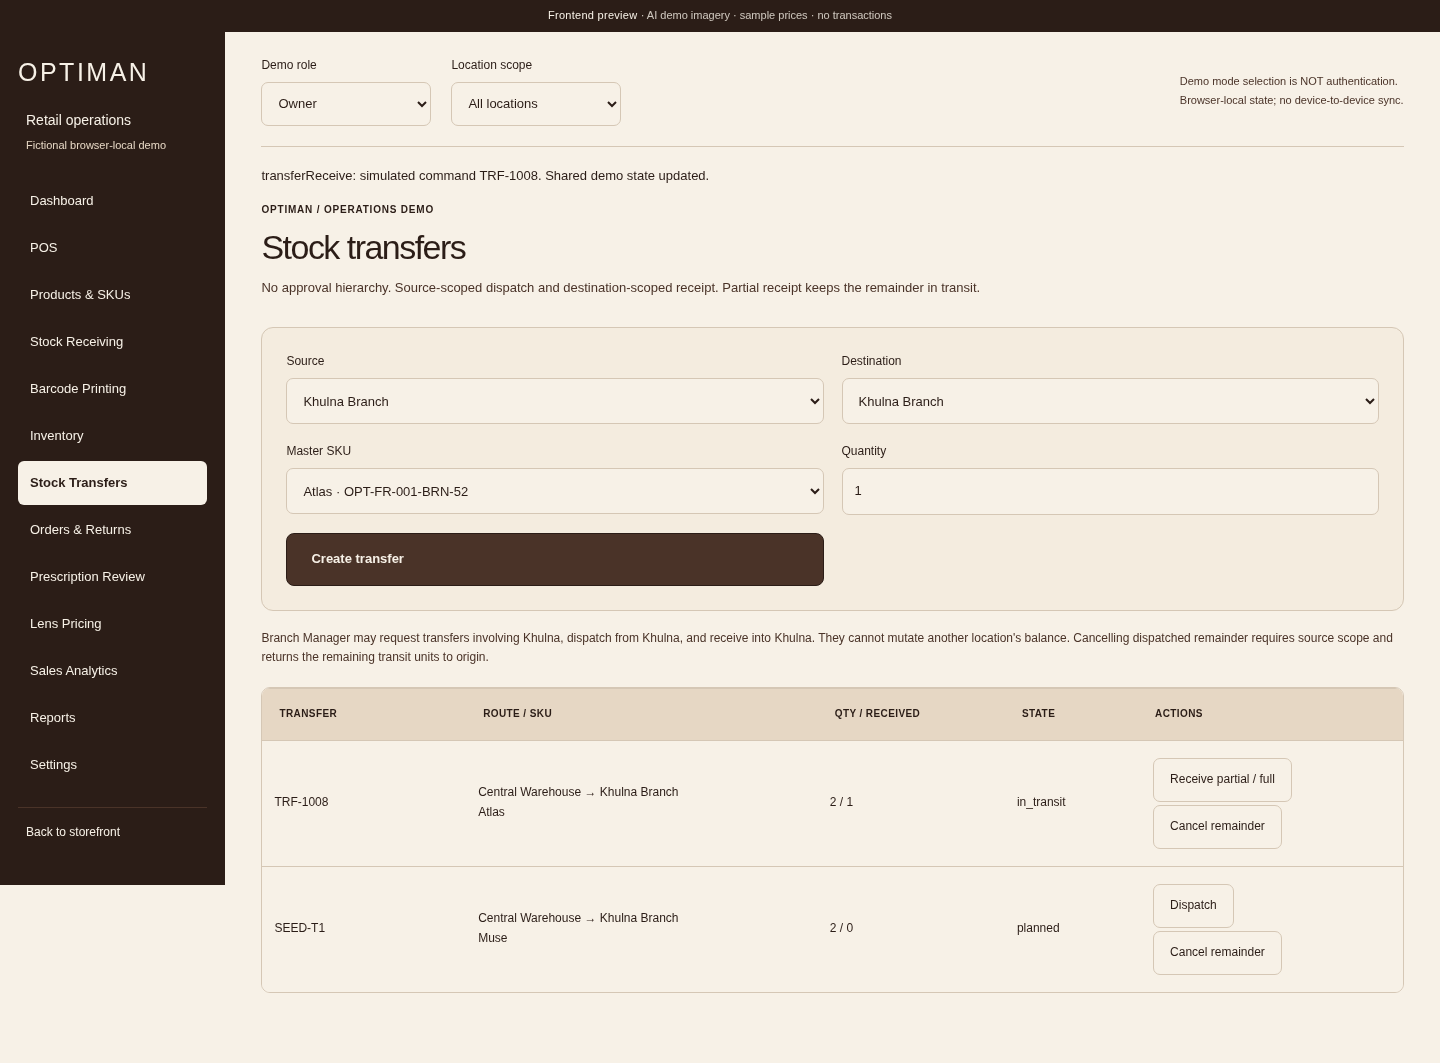 Frontend preview · AI demo imagery · sample prices · no transactions
OPTIMAN
Retail operations
Fictional browser-local demo
Dashboard
POS
Products & SKUs
Stock Receiving
Barcode Printing
Inventory
Stock Transfers
Orders & Returns
Prescription Review
Lens Pricing
Sales Analytics
Reports
Settings
Back to storefront
Demo role
Owner
Location scope
All locations
Demo mode selection is NOT authentication.
Browser-local state; no device-to-device sync.
transferReceive: simulated command TRF-1008. Shared demo state updated.
OPTIMAN / OPERATIONS DEMO
Stock transfers
No approval hierarchy. Source-scoped dispatch and destination-scoped receipt. Partial receipt keeps the remainder in transit.
Source
Khulna Branch
Destination
Khulna Branch
Master SKU
Atlas · OPT-FR-001-BRN-52
Quantity
1
Create transfer
Branch Manager may request transfers involving Khulna, dispatch from Khulna, and receive into Khulna. They cannot mutate another location's balance. Cancelling dispatched remainder requires source scope and
returns the remaining transit units to origin.
TRANSFER ROUTE / SKU QTY / RECEIVED STATE ACTIONS
TRF-1008
Central Warehouse → Khulna Branch
Atlas
2 / 1
in_transit
Receive partial / full
Cancel remainder
SEED-T1
Central Warehouse → Khulna Branch
Muse
2 / 0
planned
Dispatch
Cancel remainder